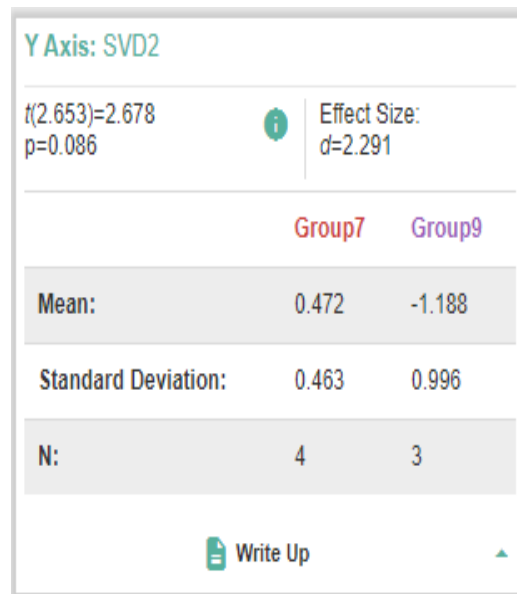 Y Axis: SVD2
t(2.653)=2.678
p=0.086
i
Effect Size:
d=2.291
Group7 Group9
Mean: 0.472 -1.188
Standard Deviation: 0.463 0.996
N: 4 3
Write Up